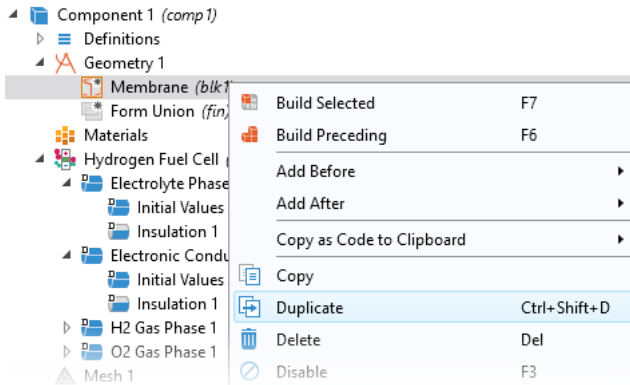 Component 1 (comp1)
Definitions
Geometry 1
Membrane (blk1)
Form Union (fin)
Materials
Hydrogen Fuel Cell
Electrolyte Phase
Initial Values
Insulation 1
Electronic Condu
Initial Values
Insulation 1
H2 Gas Phase 1
O2 Gas Phase 1
Mesh 1
Build Selected F7
Build Preceding F6
Add Before
Add After
Copy as Code to Clipboard
Copy
Duplicate Ctrl+Shift+D
Delete Del
Disable F3